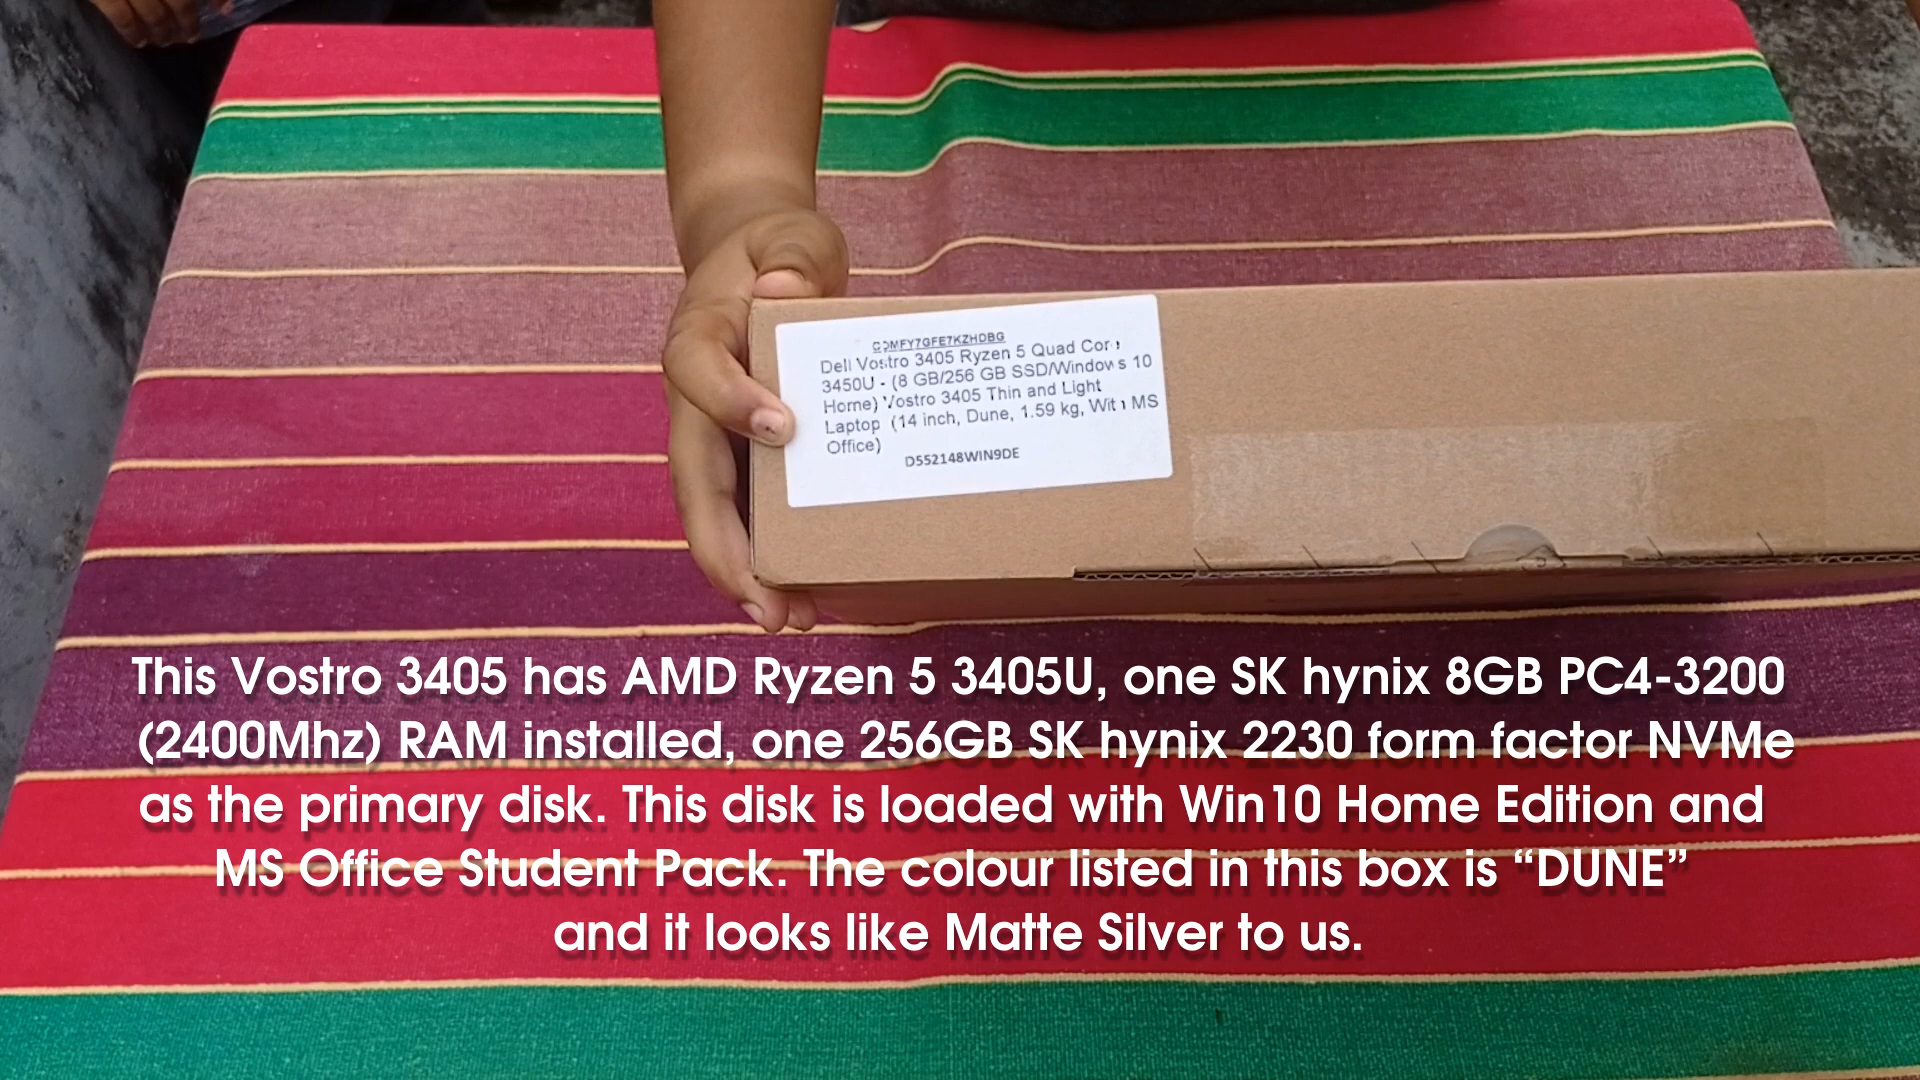 COMFY7GFE7KZHDBG
Dell Vostro 3405 Ryzen 5 Quad Core
3450U - (8 GB/256 GB SSD/Windows 10
Home) Vostro 3405 Thin and Light
Laptop (14 inch, Dune, 1.59 kg, With MS
Office)
D552148WIN9DE
This Vostro 3405 has AMD Ryzen 5 3405U, one SK hynix 8GB PC4-3200
(2400Mhz) RAM installed, one 256GB SK hynix 2230 form factor NVMe
as the primary disk. This disk is loaded with Win10 Home Edition and
MS Office Student Pack. The colour listed in this box is “DUNE”
and it looks like Matte Silver to us.